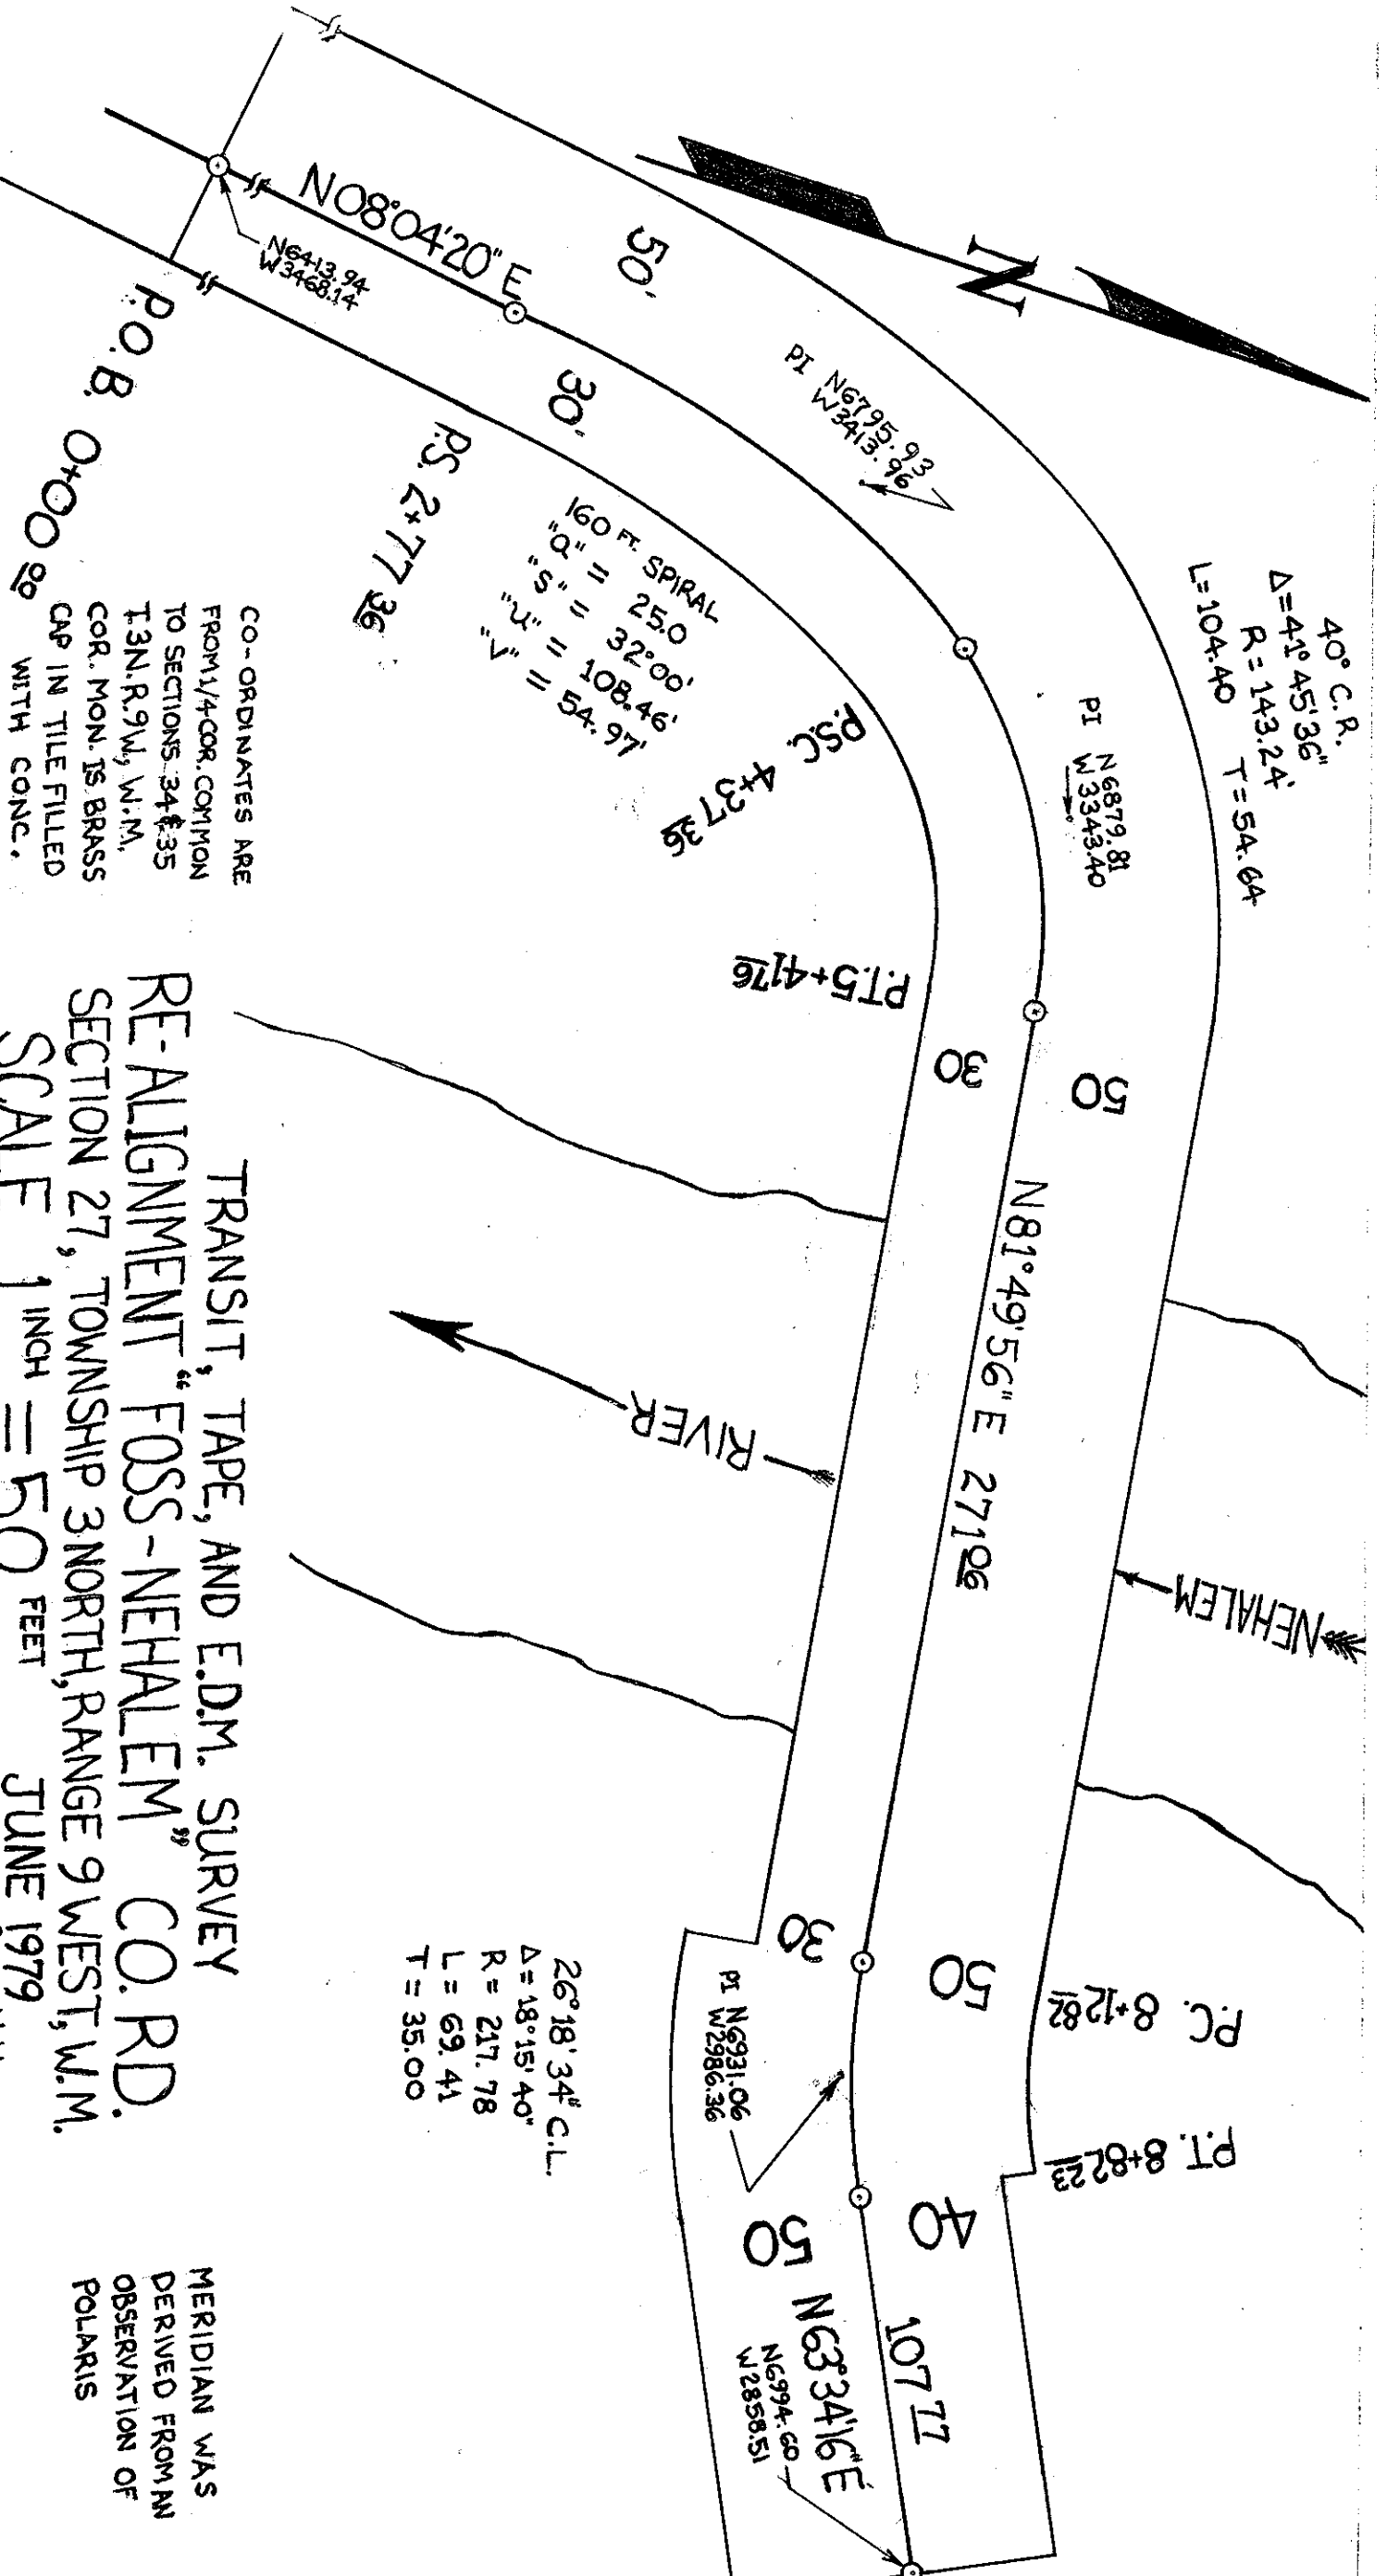 40° C.R.
Δ=41°45'36"
R = 143.24'
L=104.40 T=54.64
N
PI N6795.93
W3413.96
PI N6879.81
W3343.40
50'
N08°04'20"E
N6413.94
W3468.14
30'
P.O.B. 0+00 00
P.S. 2+77 36
160 FT. SPIRAL
"a" = 25.0
"S" = 32°00'
"u" = 108.46'
"V" = 54.97'
P.S.C. 4+37 36
P.T. 5+41 76
30
50
N81°49'56"E 271 06
RIVER
NEHALEM
30
50
P.C. 8+12 82
P.T. 8+82 23
PI N6931.06
W2986.36
26°18'34" C.L.
Δ=18°15'40"
R= 217.78
L= 69.41
T= 35.00
50
40
N63°34'16"E
107 77
N6994.60
W2858.51
CO-ORDINATES ARE
FROM 1/4 COR. COMMON
TO SECTIONS 34 & 35
T.3N.R.9W, W.M.
COR. MON. IS BRASS
CAP IN TILE FILLED
WITH CONC.
TRANSIT, TAPE, AND E.D.M. SURVEY
RE-ALIGNMENT "FOSS-NEHALEM" CO. RD.
SECTION 27, TOWNSHIP 3 NORTH, RANGE 9 WEST, W.M.
SCALE 1 INCH = 50 FEET JUNE 1979
MERIDIAN WAS
DERIVED FROM AN
OBSERVATION OF
POLARIS